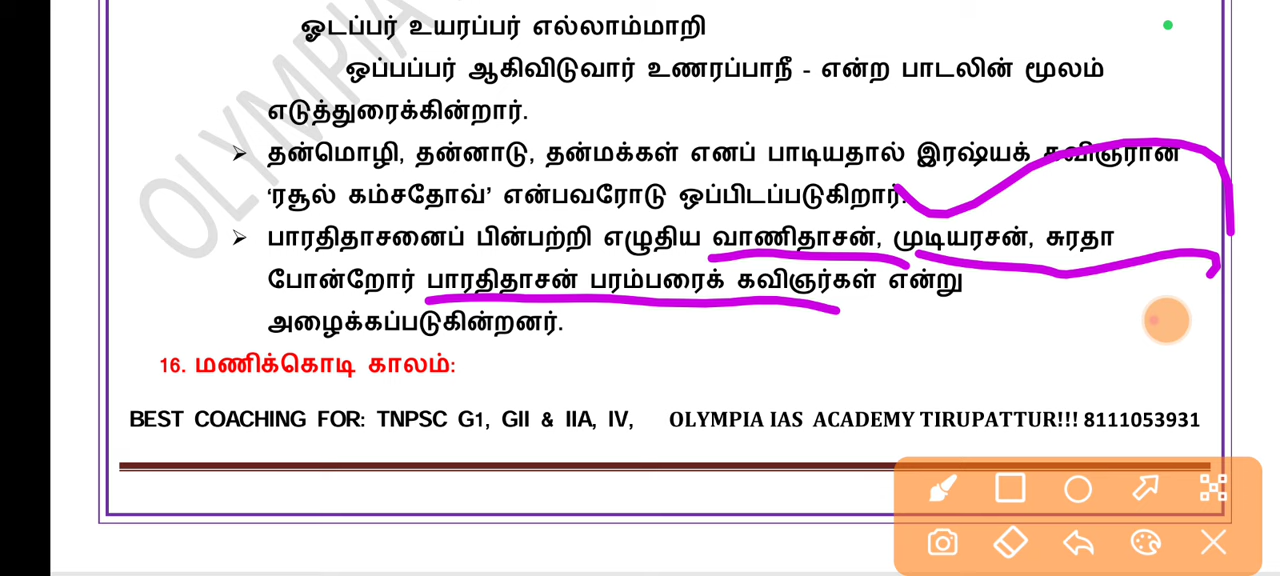 ஓடப்பர் உயரப்பர் எல்லாம்மாறி
ஒப்பப்பர் ஆகிவிடுவார் உணரப்பாநீ - என்ற பாடலின் மூலம்
எடுத்துரைக்கின்றார்.
➢ தன்மொழி, தன்னாடு, தன்மக்கள் எனப் பாடியதால் இரஷ்யக் கவிஞரான
‘ரசூல் கம்சதோவ்’ என்பவரோடு ஒப்பிடப்படுகிறார்.
➢ பாரதிதாசனைப் பின்பற்றி எழுதிய வாணிதாசன், முடியரசன், சுரதா
போன்றோர் பாரதிதாசன் பரம்பரைக் கவிஞர்கள் என்று
அழைக்கப்படுகின்றனர்.
16. மணிக்கொடி காலம்:
BEST COACHING FOR: TNPSC G1, GII & IIA, IV, OLYMPIA IAS ACADEMY TIRUPATTUR!!! 8111053931
OLYMPIA